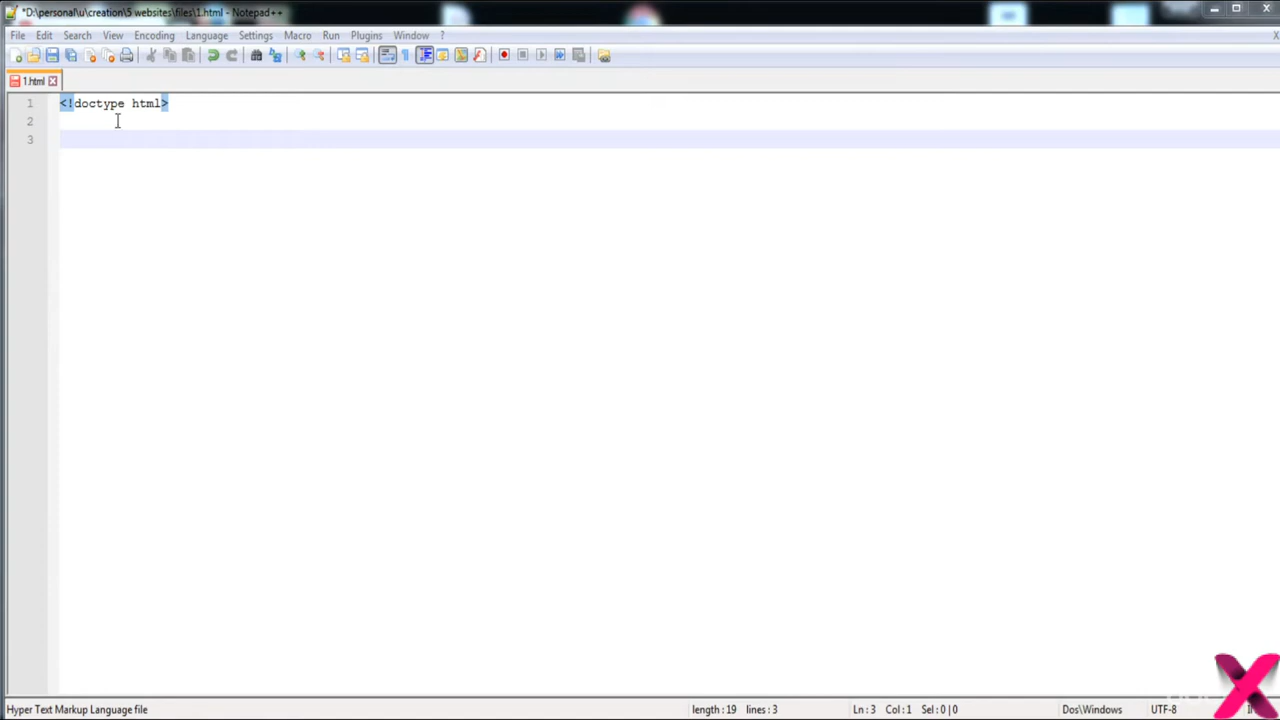 *D:\personal\u\creation\5 websites\files\1.html - Notepad++
File Edit Search View Encoding Language Settings Macro Run Plugins Window ? X
1.html
1 <!doctype html>
2
3
Hyper Text Markup Language file length : 19 lines : 3 Ln : 3 Col : 1 Sel : 0 | 0 Dos\Windows UTF-8